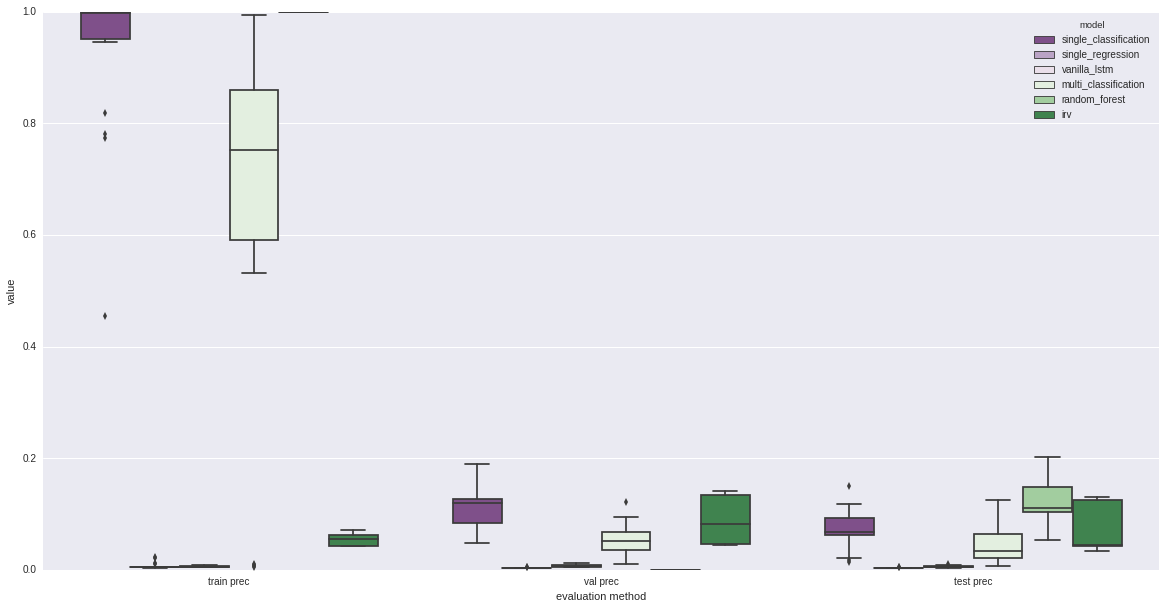 1.0
0.8
0.6
0.4
0.2
0.0
value
model
single_classification
single_regression
vanilla_lstm
multi_classification
random_forest
irv
train prec
val prec
test prec
evaluation method